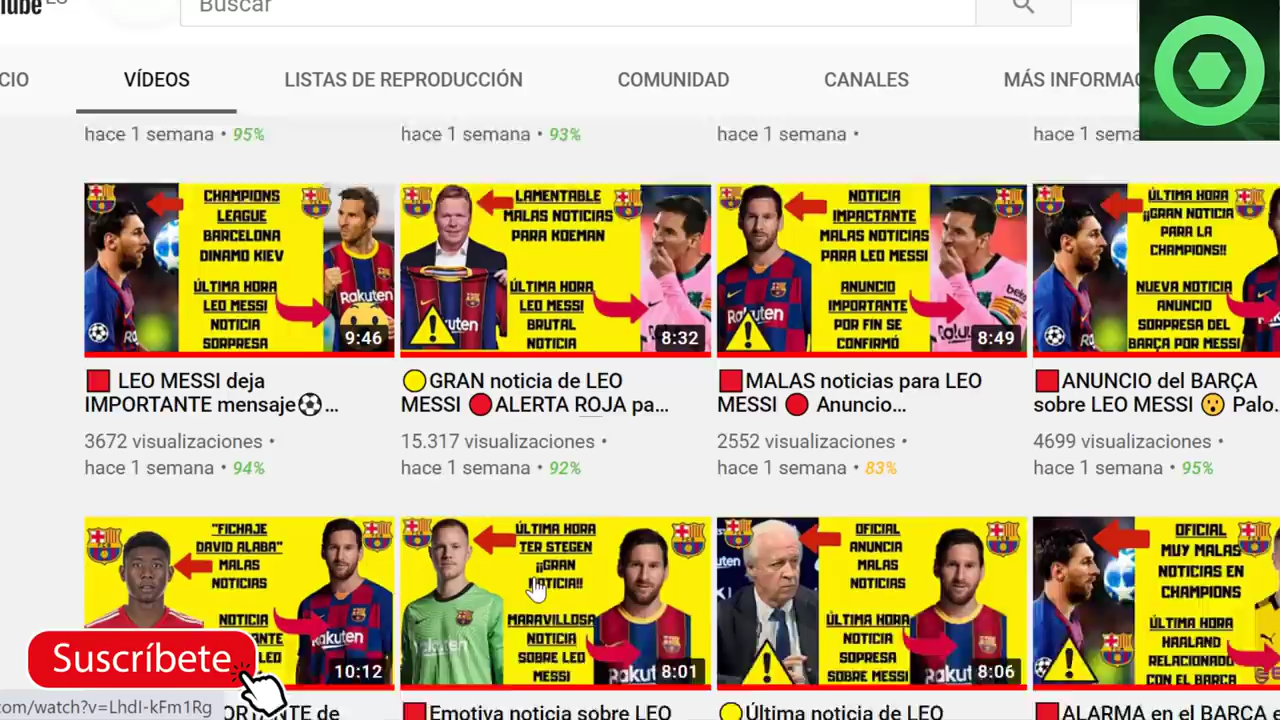 Tube ES
Buscar
CIO
VÍDEOS
LISTAS DE REPRODUCCIÓN
COMUNIDAD
CANALES
MÁS INFORMAC
hace 1 semana • 95%
hace 1 semana • 93%
hace 1 semana •
hace 1 sema
CHAMPIONS
LEAGUE
BARCELONA
DINAMO KIEV
ÚLTIMA HORA
LEO MESSI
NOTICIA
SORPRESA
Rakuten
9:46
LAMENTABLE
MALAS NOTICIAS
PARA KOEMAN
ÚLTIMA HORA
LEO MESSI
BRUTAL
NOTICIA
8:32
NOTICIA
IMPACTANTE
MALAS NOTICIAS
PARA LEO MESSI
ANUNCIO
IMPORTANTE
POR FIN SE
CONFIRMÓ
8:49
ÚLTIMA HORA
¡¡GRAN NOTICIA
PARA LA
CHAMPIONS!!
NUEVA NOTICIA
ANUNCIO
SORPRESA DEL
BARÇA POR MESSI
LEO MESSI deja
IMPORTANTE mensaje⚽...
3672 visualizaciones •
hace 1 semana • 94%
GRAN noticia de LEO
MESSI 🔴ALERTA ROJA pa...
15.317 visualizaciones •
hace 1 semana • 92%
MALAS noticias para LEO
MESSI 🔴 Anuncio...
2552 visualizaciones •
hace 1 semana • 83%
ANUNCIO del BARÇA
sobre LEO MESSI 😮 Palo.
4699 visualizaciones •
hace 1 semana • 95%
"FICHAJE
DAVID ALABA"
MALAS
NOTICIAS
NOTICIA
LEO
Rakuten
10:12
ÚLTIMA HORA
TER STEGEN
¡¡GRAN
NOTICIA!!
MARAVILLOSA
NOTICIA
SOBRE LEO
MESSI
8:01
OFICIAL
ANUNCIA
MALAS
NOTICIAS
ÚLTIMA HORA
NOTICIA
SOPRESA
SOBRE MESSI
8:06
OFICIAL
MUY MALAS
NOTICIAS EN
CHAMPIONS
ÚLTIMA HORA
HAALAND
RELACIONADO
CON EL BARCA
Suscríbete
com/watch?v=LhdI-kFm1Rg
ORTANTE de
Emotiva noticia sobre LEO
Última noticia de LEO
ALARMA en el BARÇA